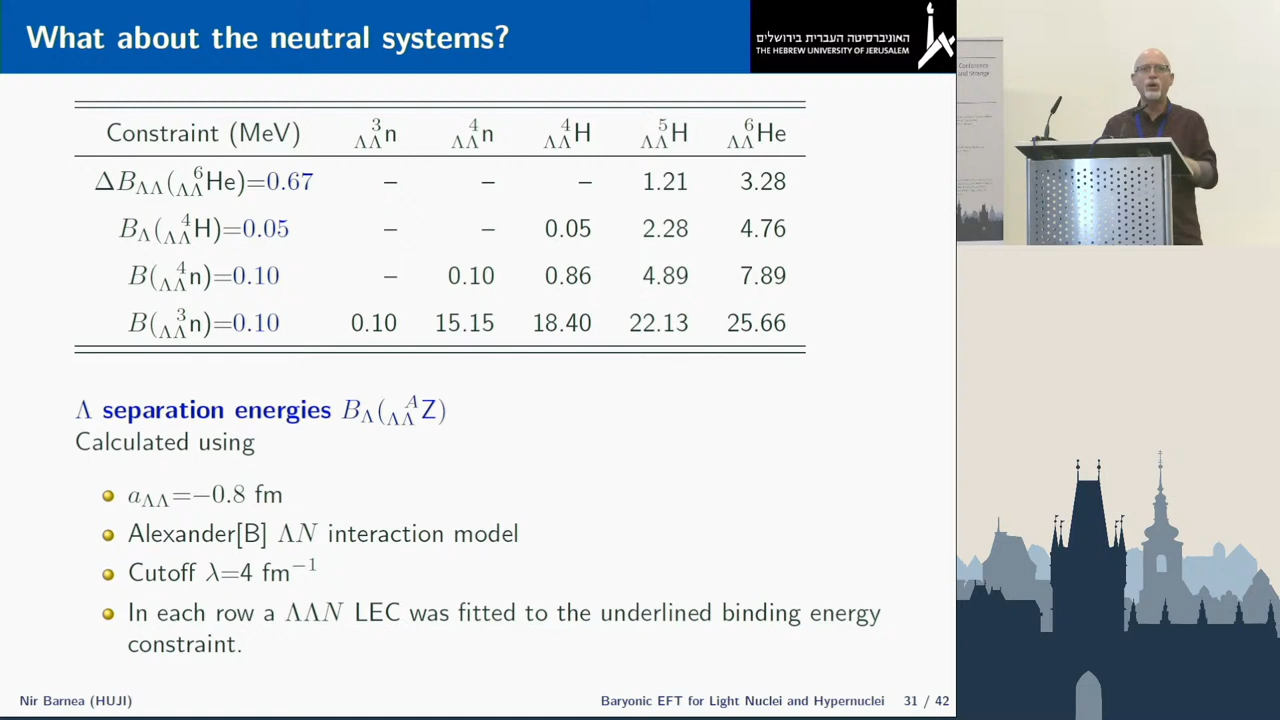 What about the neutral systems?
האוניברסיטה העברית בירושלים
THE HEBREW UNIVERSITY OF JERUSALEM
Conference
and Strange
Constraint (MeV) ³ΛΛn ⁴ΛΛn ⁴ΛΛH ⁵ΛΛH ⁶ΛΛHe
ΔBΛΛ(⁶ΛΛHe)=0.67 – – – 1.21 3.28
BΛ(⁴ΛΛH)=0.05 – – 0.05 2.28 4.76
B(⁴ΛΛn)=0.10 – 0.10 0.86 4.89 7.89
B(³ΛΛn)=0.10 0.10 15.15 18.40 22.13 25.66
Λ separation energies BΛ(ᴬΛΛZ)
Calculated using
aΛΛ=−0.8 fm
Alexander[B] ΛN interaction model
Cutoff λ=4 fm⁻¹
In each row a ΛΛN LEC was fitted to the underlined binding energy
constraint.
Nir Barnea (HUJI)
Baryonic EFT for Light Nuclei and Hypernuclei 31 / 42